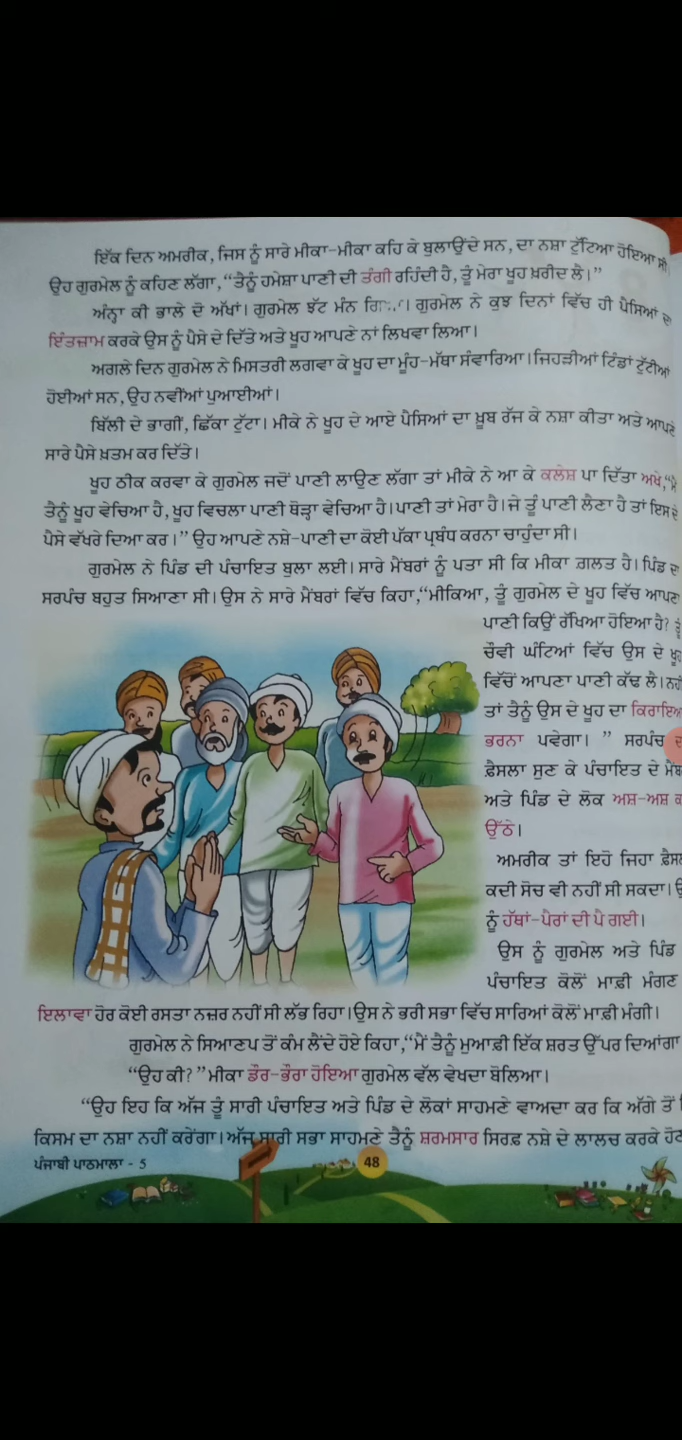 ਇੱਕ ਦਿਨ ਅਮਰੀਕ, ਜਿਸ ਨੂੰ ਸਾਰੇ ਮੀਕਾ-ਮੀਕਾ ਕਹਿ ਕੇ ਬੁਲਾਉਂਦੇ ਸਨ, ਦਾ ਨਸ਼ਾ ਟੁੱਟਿਆ ਹੋਇਆ ਸੀ
ਉਹ ਗੁਰਮੇਲ ਨੂੰ ਕਹਿਣ ਲੱਗਾ, “ਤੈਨੂੰ ਹਮੇਸ਼ਾ ਪਾਣੀ ਦੀ ਤੰਗੀ ਰਹਿੰਦੀ ਹੈ, ਤੂੰ ਮੇਰਾ ਖੂਹ ਖ਼ਰੀਦ ਲੈ।”
ਅੰਨ੍ਹਾ ਕੀ ਭਾਲੇ ਦੋ ਅੱਖਾਂ। ਗੁਰਮੇਲ ਝੱਟ ਮੰਨ ਗੁਰਮੇਲ ਨੇ ਕੁਝ ਦਿਨਾਂ ਵਿੱਚ ਹੀ ਪੈਸਿਆਂ ਦਾ
ਇੰਤਜ਼ਾਮ ਕਰਕੇ ਉਸ ਨੂੰ ਪੈਸੇ ਦੇ ਦਿੱਤੇ ਅਤੇ ਖੂਹ ਆਪਣੇ ਨਾਂ ਲਿਖਵਾ ਲਿਆ।
ਅਗਲੇ ਦਿਨ ਗੁਰਮੇਲ ਨੇ ਮਿਸਤਰੀ ਲਗਵਾ ਕੇ ਖੂਹ ਦਾ ਮੂੰਹ-ਮੱਥਾ ਸੰਵਾਰਿਆ। ਜਿਹੜੀਆਂ ਟਿੰਡਾਂ ਟੁੱਟੀਆਂ
ਹੋਈਆਂ ਸਨ, ਉਹ ਨਵੀਂਆਂ ਪੁਆਈਆਂ।
ਬਿੱਲੀ ਦੇ ਭਾਗੀਂ, ਛਿੱਕਾ ਟੁੱਟਾ। ਮੀਕੇ ਨੇ ਖੂਹ ਦੇ ਆਏ ਪੈਸਿਆਂ ਦਾ ਖ਼ੂਬ ਰੱਜ ਕੇ ਨਸ਼ਾ ਕੀਤਾ ਅਤੇ ਆਪਣੇ
ਸਾਰੇ ਪੈਸੇ ਖ਼ਤਮ ਕਰ ਦਿੱਤੇ।
ਖੂਹ ਠੀਕ ਕਰਵਾ ਕੇ ਗੁਰਮੇਲ ਜਦੋਂ ਪਾਣੀ ਲਾਉਣ ਲੱਗਾ ਤਾਂ ਮੀਕੇ ਨੇ ਆ ਕੇ ਕਲੇਸ਼ ਪਾ ਦਿੱਤਾ ਅਖੇ,“ਮੈਂ
ਤੈਨੂੰ ਖੂਹ ਵੇਚਿਆ ਹੈ, ਖੂਹ ਵਿਚਲਾ ਪਾਣੀ ਥੋੜ੍ਹਾ ਵੇਚਿਆ ਹੈ। ਪਾਣੀ ਤਾਂ ਮੇਰਾ ਹੈ। ਜੇ ਤੂੰ ਪਾਣੀ ਲੈਣਾ ਹੈ ਤਾਂ ਇਸ ਦੇ
ਪੈਸੇ ਵੱਖਰੇ ਦਿਆ ਕਰ।” ਉਹ ਆਪਣੇ ਨਸ਼ੇ-ਪਾਣੀ ਦਾ ਕੋਈ ਪੱਕਾ ਪ੍ਰਬੰਧ ਕਰਨਾ ਚਾਹੁੰਦਾ ਸੀ।
ਗੁਰਮੇਲ ਨੇ ਪਿੰਡ ਦੀ ਪੰਚਾਇਤ ਬੁਲਾ ਲਈ। ਸਾਰੇ ਮੈਂਬਰਾਂ ਨੂੰ ਪਤਾ ਸੀ ਕਿ ਮੀਕਾ ਗ਼ਲਤ ਹੈ। ਪਿੰਡ ਦਾ
ਸਰਪੰਚ ਬਹੁਤ ਸਿਆਣਾ ਸੀ। ਉਸ ਨੇ ਸਾਰੇ ਮੈਂਬਰਾਂ ਵਿੱਚ ਕਿਹਾ,“ਮੀਕਿਆ, ਤੂੰ ਗੁਰਮੇਲ ਦੇ ਖੂਹ ਵਿੱਚ ਆਪਣਾ
ਪਾਣੀ ਕਿਉਂ ਰੱਖਿਆ ਹੋਇਆ ਹੈ? ਤੂੰ
ਚੌਵੀ ਘੰਟਿਆਂ ਵਿੱਚ ਉਸ ਦੇ ਖੂਹ
ਵਿੱਚੋਂ ਆਪਣਾ ਪਾਣੀ ਕੱਢ ਲੈ। ਨਹੀਂ
ਤਾਂ ਤੈਨੂੰ ਉਸ ਦੇ ਖੂਹ ਦਾ ਕਿਰਾਇਆ
ਭਰਨਾ ਪਵੇਗਾ। ” ਸਰਪੰਚ ਦਾ
ਫ਼ੈਸਲਾ ਸੁਣ ਕੇ ਪੰਚਾਇਤ ਦੇ
ਅਤੇ ਪਿੰਡ ਦੇ ਲੋਕ ਅਸ਼-ਅਸ਼
ਉੱਠੇ।
ਅਮਰੀਕ ਤਾਂ ਇਹੋ ਜਿਹਾ
ਕਦੀ ਸੋਚ ਵੀ ਨਹੀਂ ਸੀ ਸਕਦਾ।
ਨੂੰ ਹੱਥਾਂ-ਪੈਰਾਂ ਦੀ ਪੈ ਗਈ।
ਉਸ ਨੂੰ ਗੁਰਮੇਲ ਅਤੇ ਪਿੰਡ
ਪੰਚਾਇਤ ਕੋਲੋਂ ਮਾਫ਼ੀ ਮੰਗਣ
ਇਲਾਵਾ ਹੋਰ ਕੋਈ ਰਸਤਾ ਨਜ਼ਰ ਨਹੀਂ ਸੀ ਲੱਭ ਰਿਹਾ। ਉਸ ਨੇ ਭਰੀ ਸਭਾ ਵਿੱਚ ਸਾਰਿਆਂ ਕੋਲੋਂ ਮਾਫ਼ੀ ਮੰਗੀ।
ਗੁਰਮੇਲ ਨੇ ਸਿਆਣਪ ਤੋਂ ਕੰਮ ਲੈਂਦੇ ਹੋਏ ਕਿਹਾ,“ਮੈਂ ਤੈਨੂੰ ਮੁਆਫ਼ੀ ਇੱਕ ਸ਼ਰਤ ਉੱਪਰ ਦਿਆਂਗਾ
“ਉਹ ਕੀ? ” ਮੀਕਾ ਡੌਰ-ਭੌਰਾ ਹੋਇਆ ਗੁਰਮੇਲ ਵੱਲ ਵੇਖਦਾ ਬੋਲਿਆ।
“ਉਹ ਇਹ ਕਿ ਅੱਜ ਤੂੰ ਸਾਰੀ ਪੰਚਾਇਤ ਅਤੇ ਪਿੰਡ ਦੇ ਲੋਕਾਂ ਸਾਹਮਣੇ ਵਾਅਦਾ ਕਰ ਕਿ ਅੱਗੇ ਤੋਂ
ਕਿਸਮ ਦਾ ਨਸ਼ਾ ਨਹੀਂ ਕਰੇਂਗਾ। ਅੱਜ ਸਾਰੀ ਸਭਾ ਸਾਹਮਣੇ ਤੈਨੂੰ ਸ਼ਰਮਸਾਰ ਸਿਰਫ਼ ਨਸ਼ੇ ਦੇ ਲਾਲਚ ਕਰਕੇ
ਪੰਜਾਬੀ ਪਾਠਮਾਲਾ - 5
48